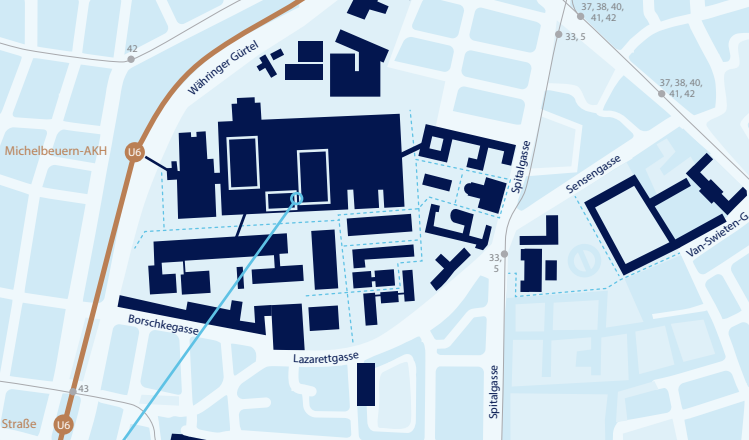 37, 38, 40,
41, 42
33, 5
42
Währinger Gürtel
37, 38, 40,
41, 42
Michelbeuern-AKH
U6
Spitalgasse
Sensengasse
Van-Swieten-G
33,
5
Borschkegasse
Lazarettgasse
Spitalgasse
43
Straße
U6